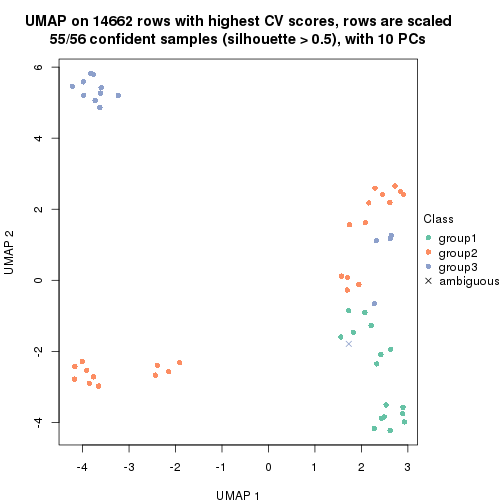 UMAP on 14662 rows with highest CV scores, rows are scaled
55/56 confident samples (silhouette > 0.5), with 10 PCs
6
4
2
0
-2
-4
UMAP 2
-4
-3
-2
-1
0
1
2
3
UMAP 1
Class
group1
group2
group3
ambiguous